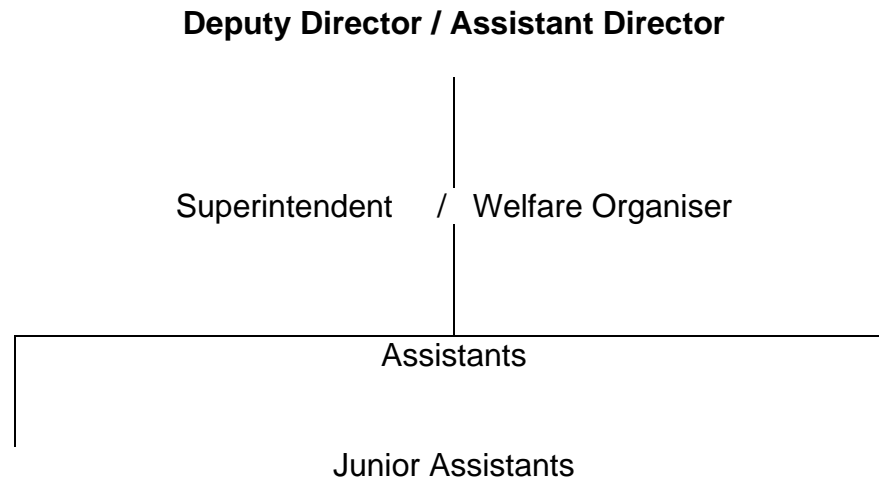 Deputy Director / Assistant Director
Superintendent / Welfare Organiser
Assistants
Junior Assistants